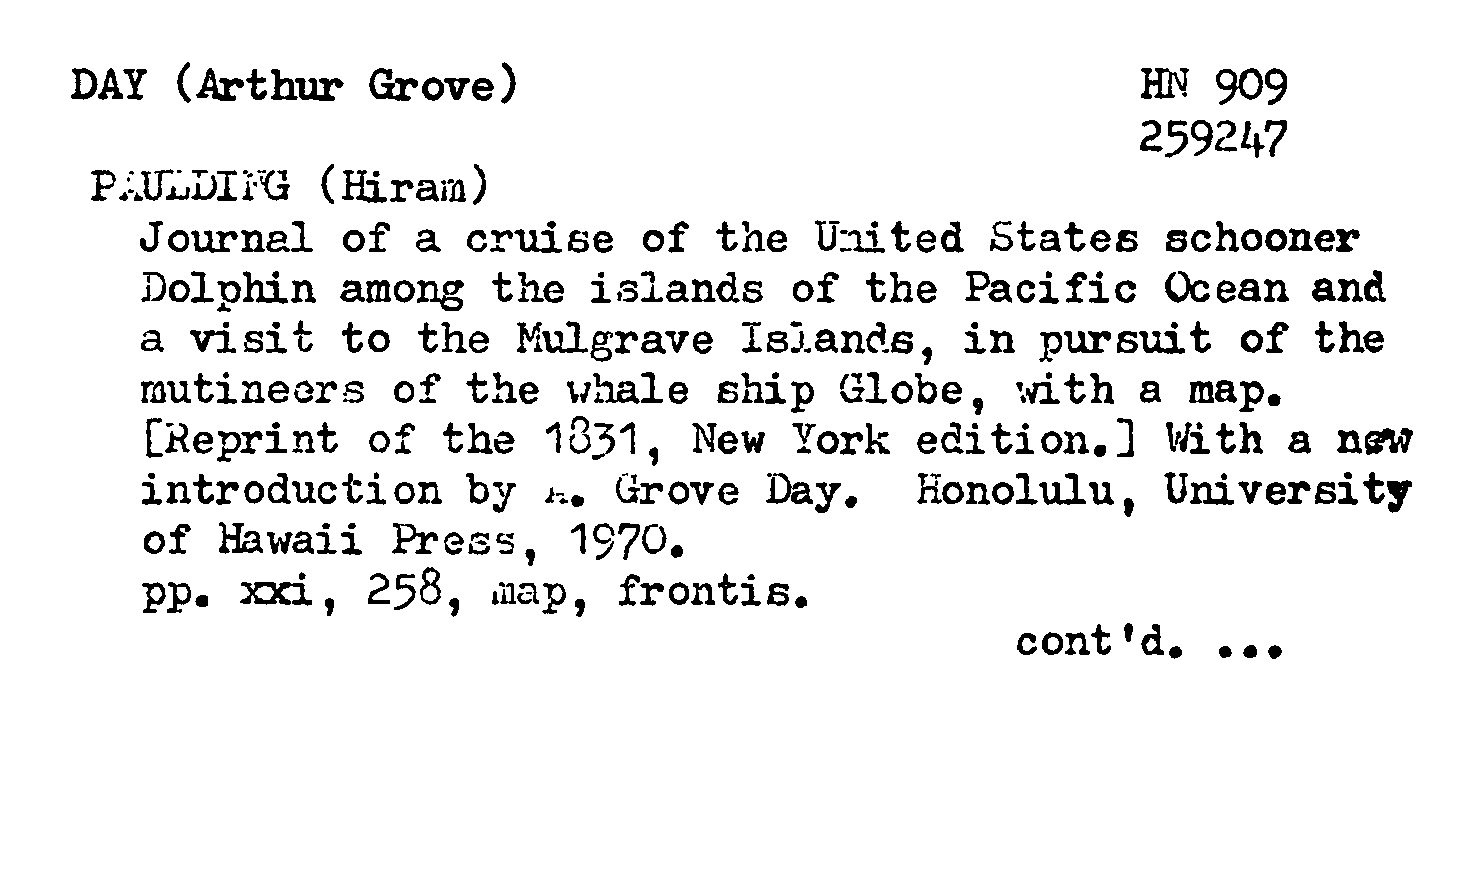 DAY (Arthur Grove) HN 909
259247
PAULDING (Hiram)
Journal of a cruise of the United States schooner
Dolphin among the islands of the Pacific Ocean and
a visit to the Mulgrave Islands, in pursuit of the
mutineers of the whale ship Globe, with a map.
[Reprint of the 1831, New York edition.] With a new
introduction by A. Grove Day. Honolulu, University
of Hawaii Press, 1970.
pp. xxi, 258, map, frontis.
cont'd. ...